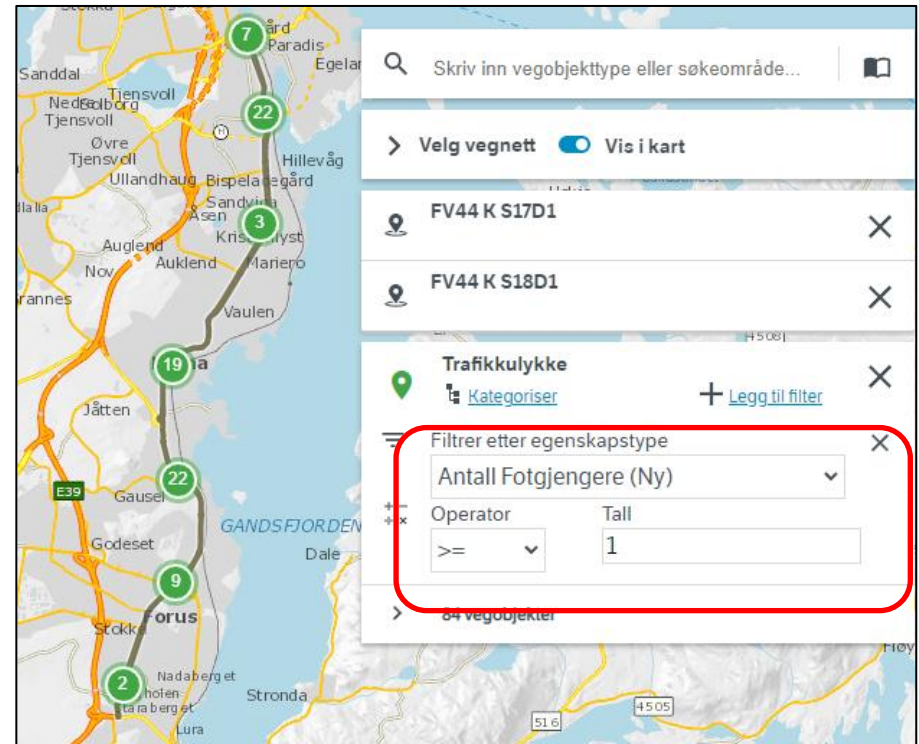 Skriv inn vegobjekttype eller søkeområde...
Velg vegnett Vis i kart
FV44 K S17D1
FV44 K S18D1
Trafikkulykke
Kategoriser Legg til filter
Filtrer etter egenskapstype
Antall Fotgjengere (Ny)
Operator Tall
>= 1
84 vegobjekter
7
Paradis
Sanddal
Tjensvoll
Nedre
Tjensvoll
22
Øvre
Tjensvoll
Hillevåg
Ullandhaug
Åsen
3
Auglend
Nov
Auklend
Mariero
Vaulen
19
Jåtten
22
E39
Gausel
GANDSFJORDEN
Godeset
Dale
9
Forus
Stokka
Nadaberget
2
Stronda
Lura
516
4505
4508